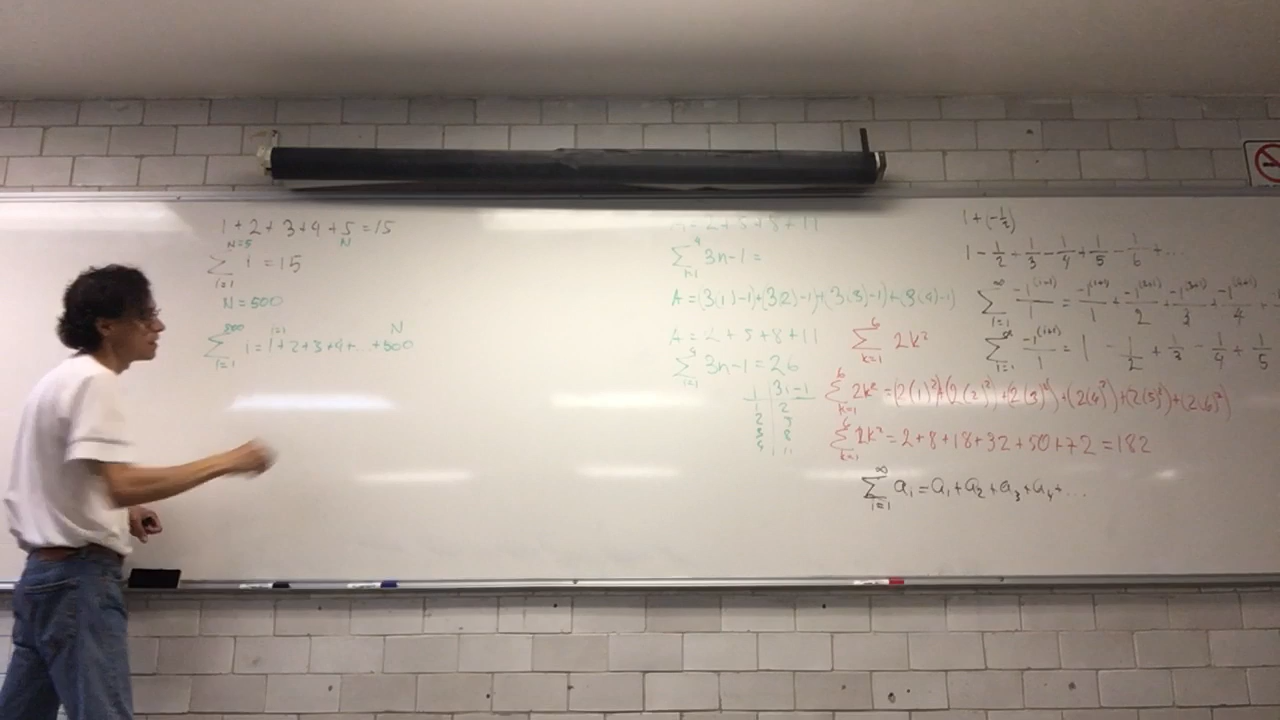 1+2+3+4+5=15
N=5 N
∑ i = 15
i=1
N=500
500 (2) N
∑ i = 1+2+3+4+...+500
i=1
A=2+5+8+11
4
∑ 3n-1=
A=(3(1)-1)+(3(2)-1)+(3(3)-1)+(3(4)-1)
A=2+5+8+11
∑ 3n-1=26
3i-1
1 2
2 5
3 8
11
6
∑ 2k²
k=1
6
∑ 2k²=(2(1)²)+(2(2)²)+(2(3)²)+(2(4)²)+(2(5)²)+(2(6)²)
k=1
6
∑ 2k²=2+8+18+32+50+72=182
k=1
∞
∑ aᵢ=a₁+a₂+a₃+a₄+...
i=1
1+(-1/2)
1-1/2+1/3-1/4+1/5-1/6+...
∞
∑ -1^(i+1)/i = -1^(1+1)/1 + -1^(2+1)/2 + -1^(3+1)/3 + -1^(4+1)/4 +
i=1
∞
∑ -1^(i+1)/i = 1 - 1/2 + 1/3 - 1/4 + 1/5
i=1